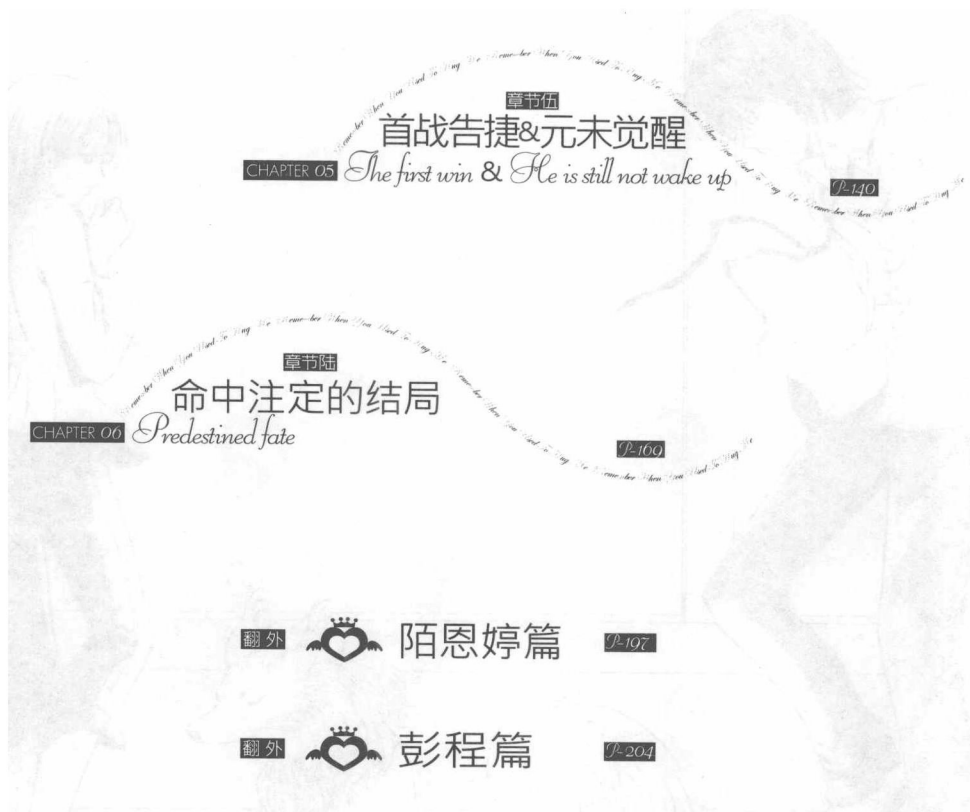 章节伍
首战告捷&元未觉醒
CHAPTER 05 The first win & He is still not wake up
P-140
章节陆
命中注定的结局
CHAPTER 06 Predestined fate
P-169
翻外 陌恩婷篇 P-197
翻外 彭程篇 P-204